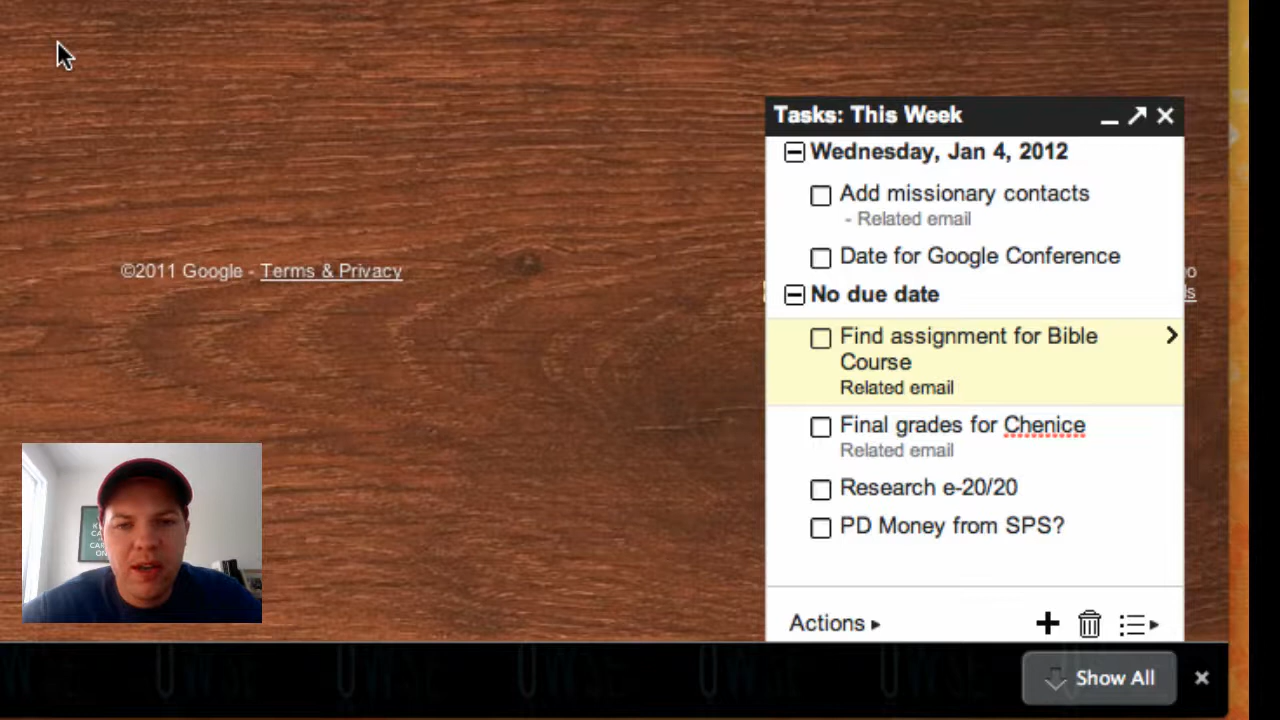 Tasks: This Week
Wednesday, Jan 4, 2012
Add missionary contacts
- Related email
Date for Google Conference
©2011 Google - Terms & Privacy
No due date
Find assignment for Bible
Course
Related email
Final grades for Chenice
Related email
Research e-20/20
PD Money from SPS?
Actions
Show All